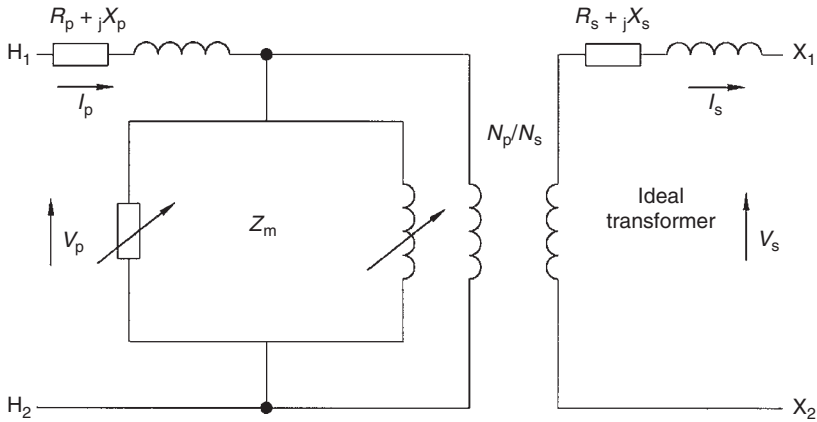 Rp + jXp
Rs + jXs
H1
X1
Ip
Is
Np/Ns
Ideal
transformer
Vp
Zm
Vs
H2
X2